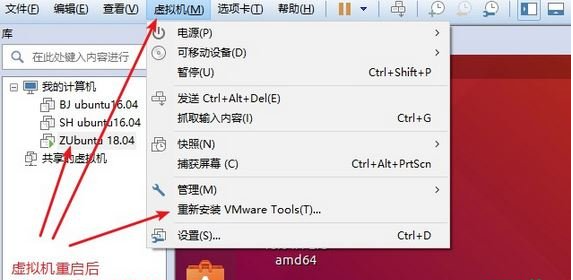 文件(F) 编辑(E) 查看(V) 虚拟机(M) 选项卡(T) 帮助(H)
库
在此处键入内容进行
我的计算机
BJ ubuntu16.04
SH ubuntu16.04
ZUbuntu 18.04
共享的虚拟机
虚拟机重启后
电源(P)
可移动设备(D)
暂停(U) Ctrl+Shift+P
发送 Ctrl+Alt+Del(E)
抓取输入内容(I) Ctrl+G
快照(N)
捕获屏幕 (C) Ctrl+Alt+PrtScn
管理(M)
重新安装 VMware Tools(T)...
设置(S)... Ctrl+D
amd64